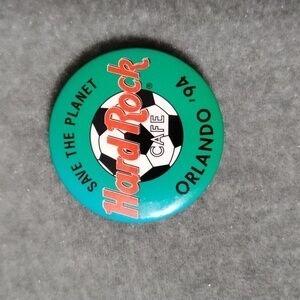 SAVE THE PLANET
Hard Rock®
CAFE
ORLANDO '94